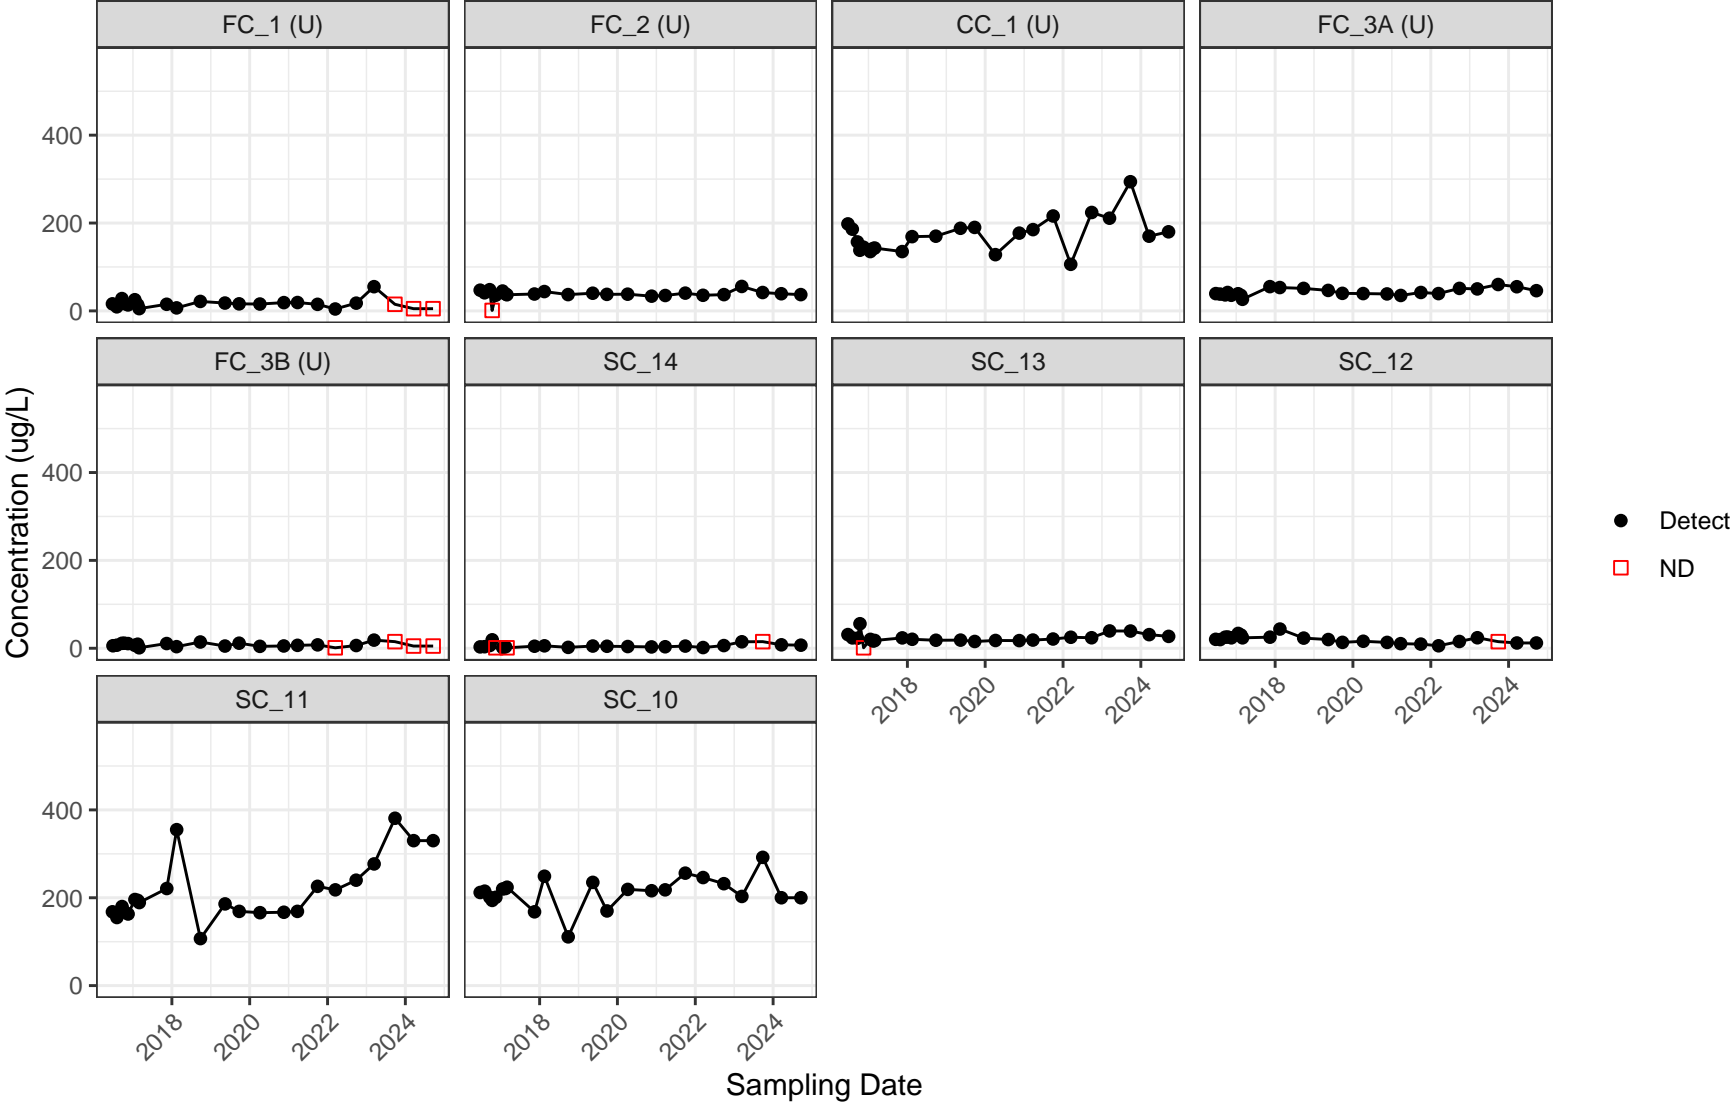 FC_1 (U)
FC_2 (U)
CC_1 (U)
FC_3A (U)
400
200
0
FC_3B (U)
SC_14
SC_13
SC_12
400
200
0
2018
2020
2022
2024
2018
2020
2022
2024
SC_11
SC_10
400
200
0
2018
2020
2022
2024
2018
2020
2022
2024
Concentration (ug/L)
Sampling Date
Detect
ND